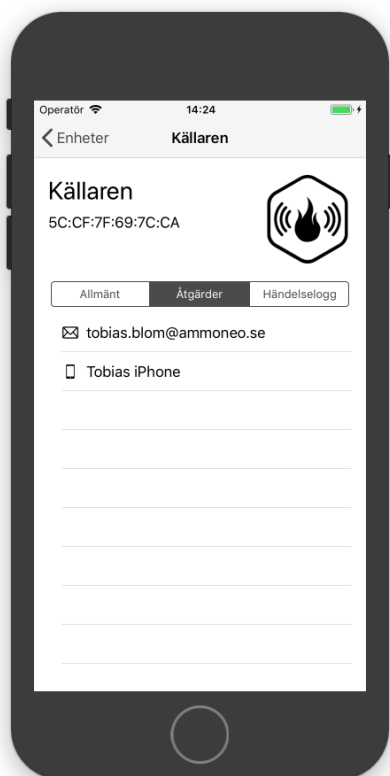 Operatör 14:24
Enheter Källaren
Källaren
5C:CF:7F:69:7C:CA
Allmänt Åtgärder Händelselogg
tobias.blom@ammoneo.se
Tobias iPhone